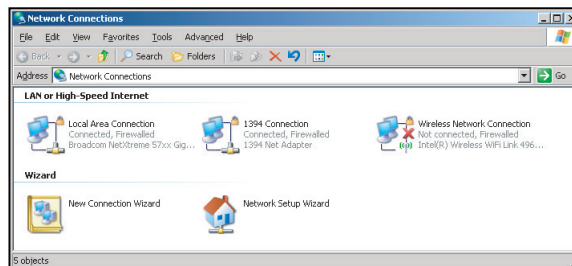 Network Connections
File Edit View Favorites Tools Advanced Help
Back Search Folders
Address Network Connections Go
LAN or High-Speed Internet
Local Area Connection
Connected, Firewalled
Broadcom NetXtreme 57xx Gig...
1394 Connection
Connected, Firewalled
1394 Net Adapter
Wireless Network Connection
Not connected, Firewalled
Intel(R) Wireless WiFi Link 496...
Wizard
New Connection Wizard
Network Setup Wizard
5 objects